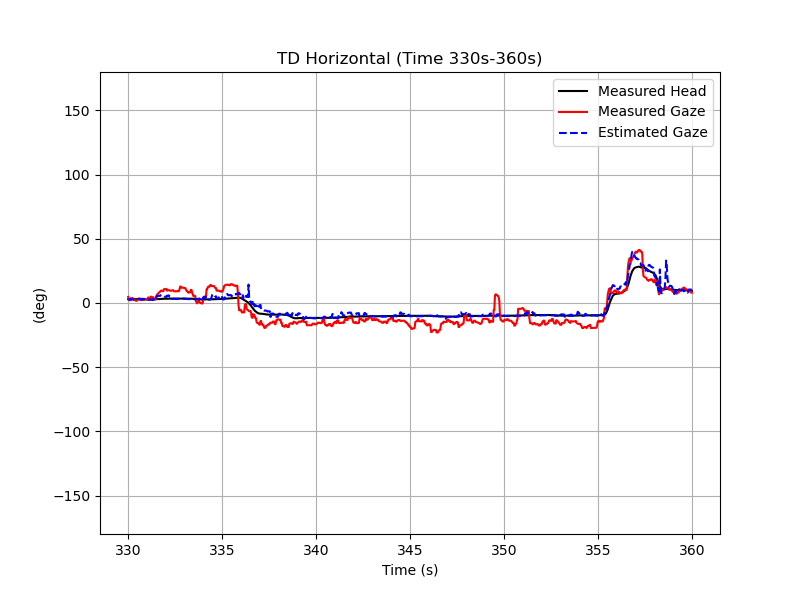 TD Horizontal (Time 330s-360s)
Measured Head
Measured Gaze
Estimated Gaze
150
100
50
0
−50
−100
−150
(deg)
330 335 340 345 350 355 360
Time (s)